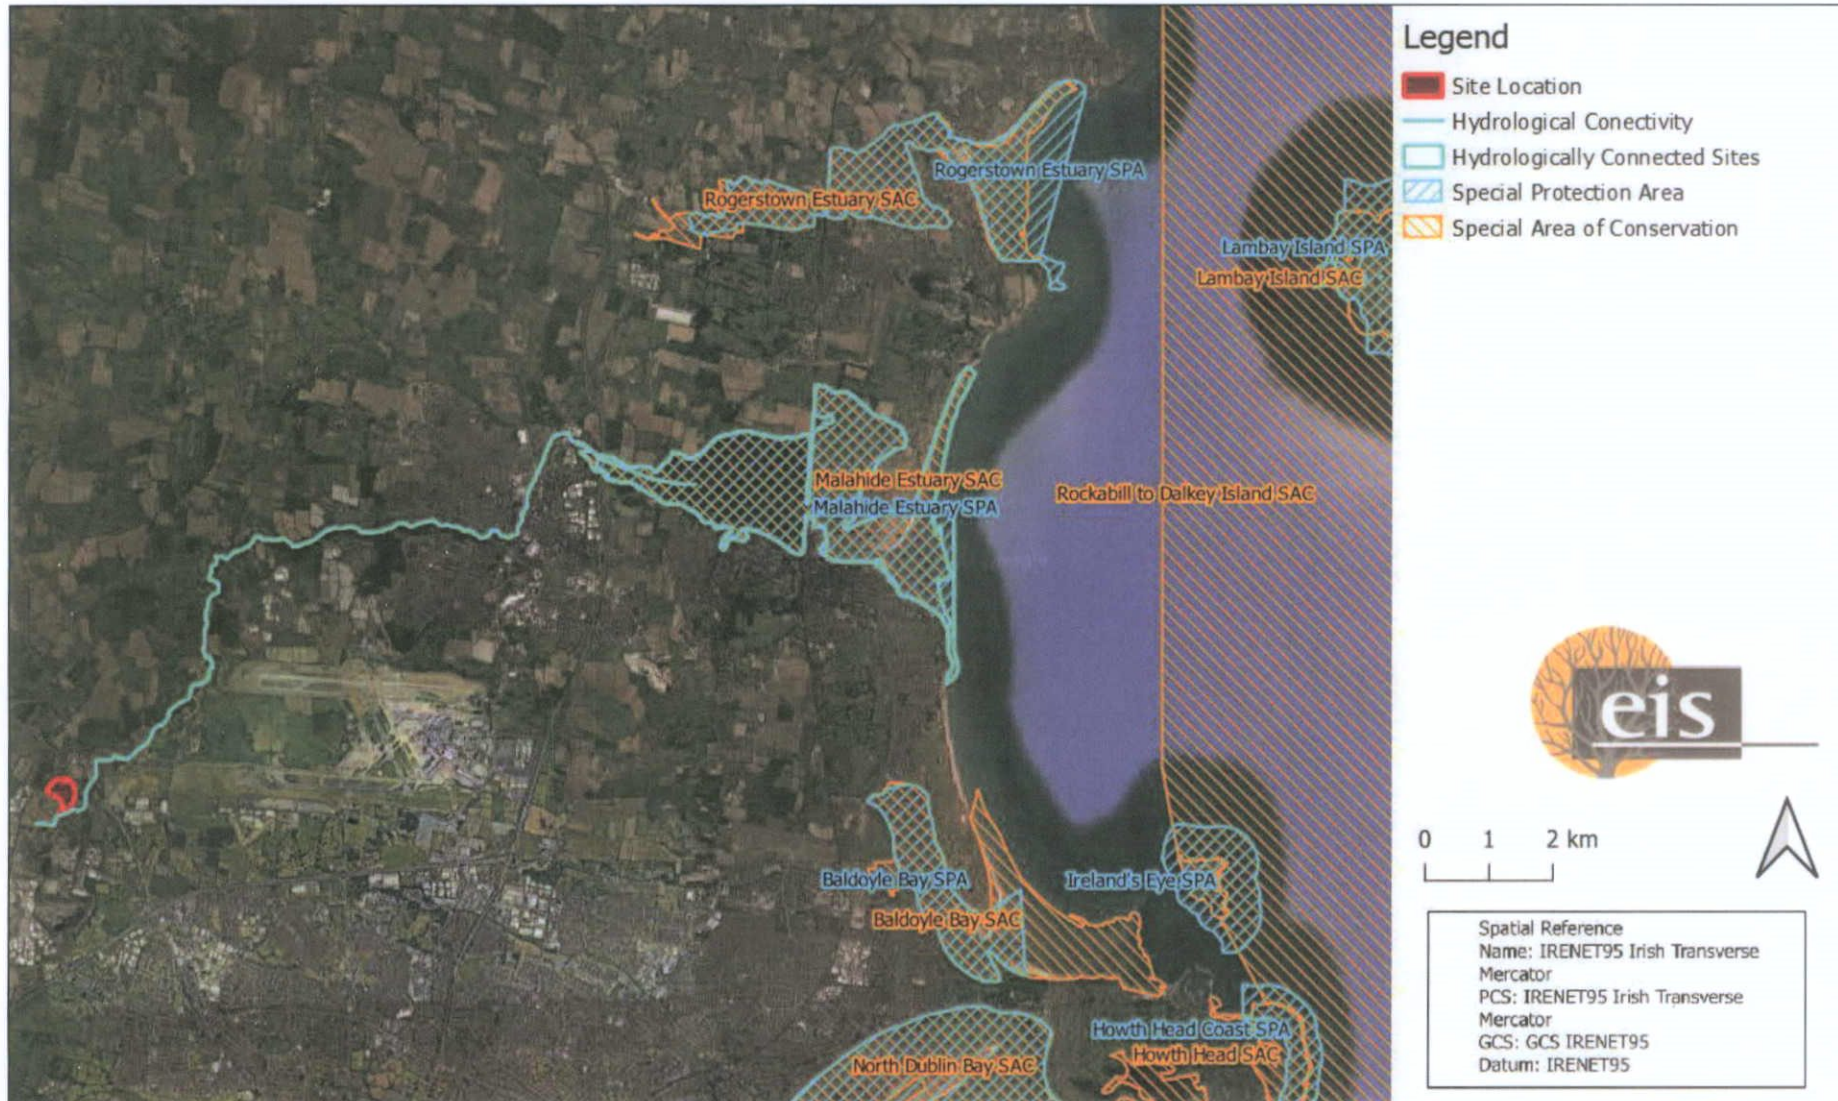 Legend
Site Location
Hydrological Conectivity
Hydrologically Connected Sites
Special Protection Area
Special Area of Conservation
Rogerstown Estuary SPA
Rogerstown Estuary SAC
Lambay Island SPA
Lambay Island SAC
Malahide Estuary SAC
Malahide Estuary SPA
Rockabill to Dalkey Island SAC
Baldoyle Bay SPA
Baldoyle Bay SAC
Ireland's Eye SPA
Howth Head Coast SPA
Howth Head SAC
North Dublin Bay SAC
eis
0 1 2 km
Spatial Reference
Name: IRENET95 Irish Transverse
Mercator
PCS: IRENET95 Irish Transverse
Mercator
GCS: GCS IRENET95
Datum: IRENET95